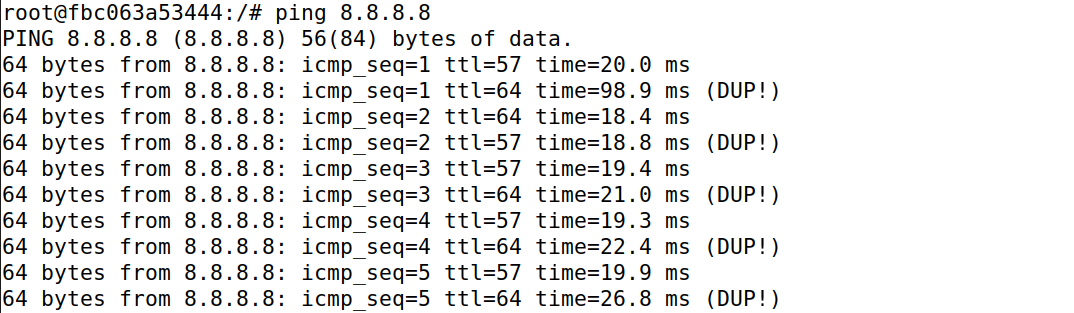 root@fbc063a53444:/# ping 8.8.8.8
PING 8.8.8.8 (8.8.8.8) 56(84) bytes of data.
64 bytes from 8.8.8.8: icmp_seq=1 ttl=57 time=20.0 ms
64 bytes from 8.8.8.8: icmp_seq=1 ttl=64 time=98.9 ms (DUP!)
64 bytes from 8.8.8.8: icmp_seq=2 ttl=64 time=18.4 ms
64 bytes from 8.8.8.8: icmp_seq=2 ttl=57 time=18.8 ms (DUP!)
64 bytes from 8.8.8.8: icmp_seq=3 ttl=57 time=19.4 ms
64 bytes from 8.8.8.8: icmp_seq=3 ttl=64 time=21.0 ms (DUP!)
64 bytes from 8.8.8.8: icmp_seq=4 ttl=57 time=19.3 ms
64 bytes from 8.8.8.8: icmp_seq=4 ttl=64 time=22.4 ms (DUP!)
64 bytes from 8.8.8.8: icmp_seq=5 ttl=57 time=19.9 ms
64 bytes from 8.8.8.8: icmp_seq=5 ttl=64 time=26.8 ms (DUP!)